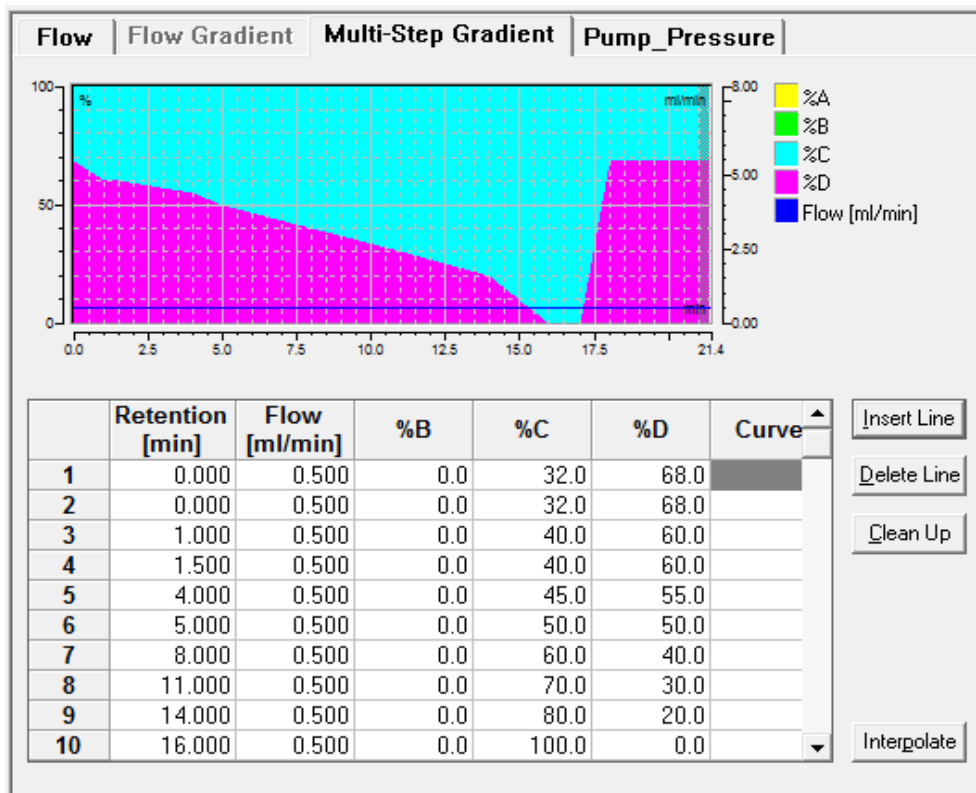 Flow Flow Gradient Multi-Step Gradient Pump_Pressure
100 % ml/min 8.00
%A
%B
5.00
%C
50
%D
Flow [ml/min]
2.50
0 min 0.00
0.0 2.5 5.0 7.5 10.0 12.5 15.0 17.5 21.4
Retention [min] Flow [ml/min] %B %C %D Curve
1 0.000 0.500 0.0 32.0 68.0
2 0.000 0.500 0.0 32.0 68.0
3 1.000 0.500 0.0 40.0 60.0
4 1.500 0.500 0.0 40.0 60.0
5 4.000 0.500 0.0 45.0 55.0
6 5.000 0.500 0.0 50.0 50.0
7 8.000 0.500 0.0 60.0 40.0
8 11.000 0.500 0.0 70.0 30.0
9 14.000 0.500 0.0 80.0 20.0
10 16.000 0.500 0.0 100.0 0.0
Insert Line
Delete Line
Clean Up
Interpolate